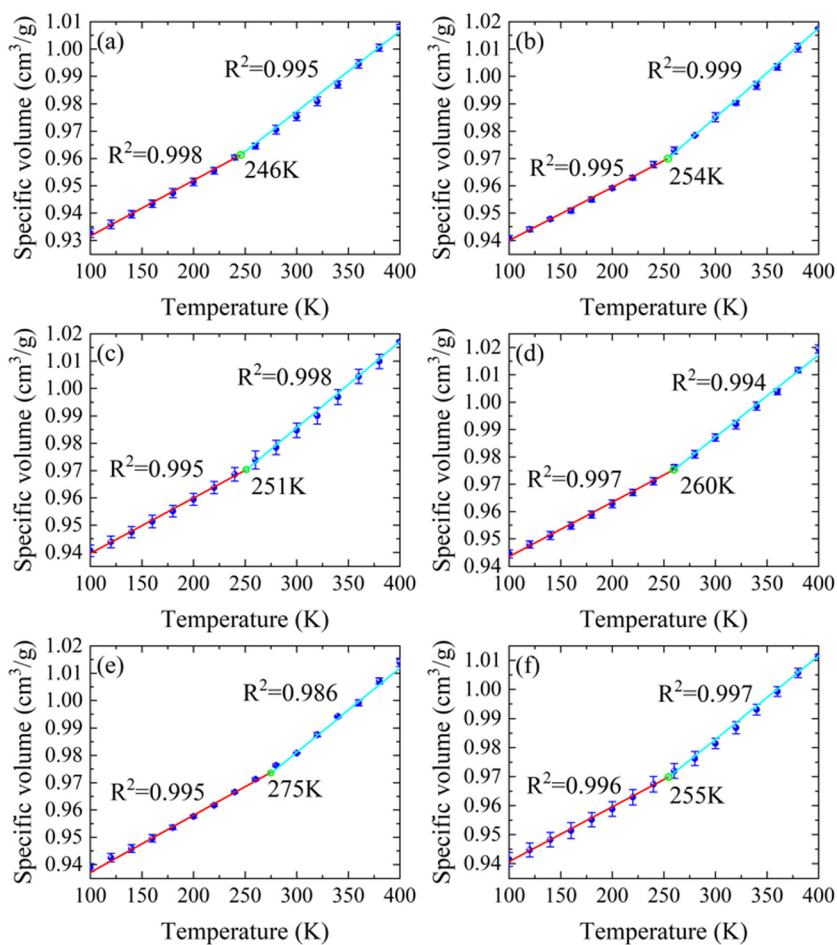 (a)
R²=0.995
R²=0.998
246K
1.01
1.00
0.99
0.98
0.97
0.96
0.95
0.94
0.93
Specific volume (cm³/g)
100 150 200 250 300 350 400
Temperature (K)
(b)
R²=0.999
R²=0.995
254K
1.02
1.01
1.00
0.99
0.98
0.97
0.96
0.95
0.94
Specific volume (cm³/g)
100 150 200 250 300 350 400
Temperature (K)
(c)
R²=0.998
R²=0.995
251K
1.02
1.01
1.00
0.99
0.98
0.97
0.96
0.95
0.94
Specific volume (cm³/g)
100 150 200 250 300 350 400
Temperature (K)
(d)
R²=0.994
R²=0.997
260K
1.02
1.01
1.00
0.99
0.98
0.97
0.96
0.95
0.94
Specific volume (cm³/g)
100 150 200 250 300 350 400
Temperature (K)
(e)
R²=0.986
R²=0.995
275K
1.02
1.01
1.00
0.99
0.98
0.97
0.96
0.95
0.94
Specific volume (cm³/g)
100 150 200 250 300 350 400
Temperature (K)
(f)
R²=0.997
R²=0.996
255K
1.01
1.00
0.99
0.98
0.97
0.96
0.95
0.94
Specific volume (cm³/g)
100 150 200 250 300 350 400
Temperature (K)